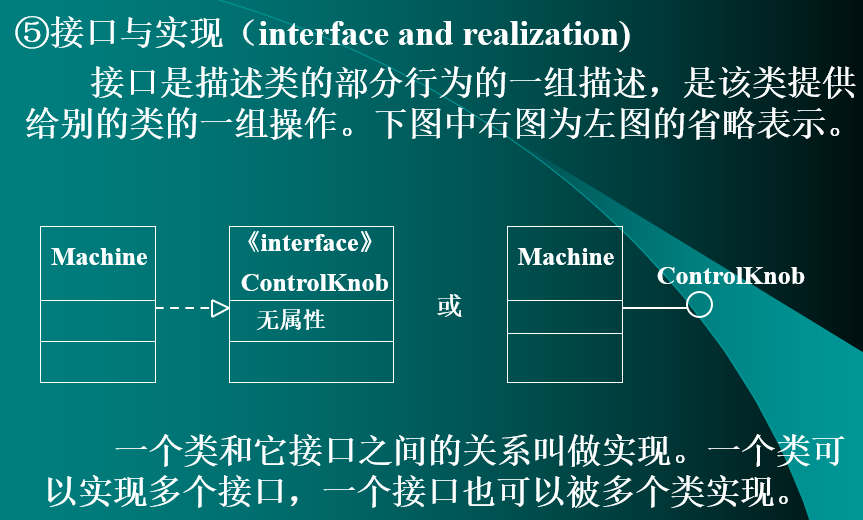 ⑤接口与实现（interface and realization)
接口是描述类的部分行为的一组描述，是该类提供
给别的类的一组操作。下图中右图为左图的省略表示。
Machine
《interface》
ControlKnob
无属性
或
Machine
ControlKnob
一个类和它接口之间的关系叫做实现。一个类可
以实现多个接口，一个接口也可以被多个类实现。